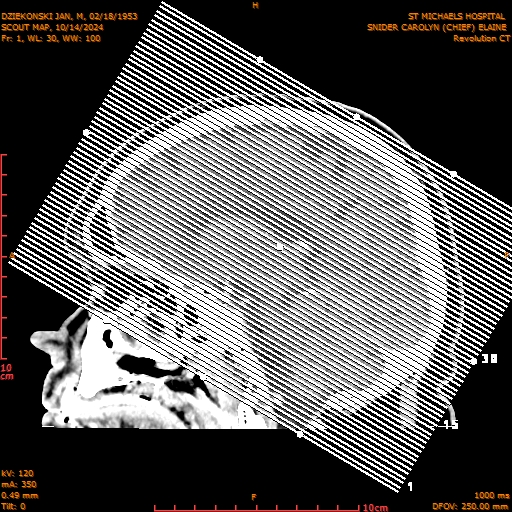 H
DZIEKONSKI JAN, M, 02/18/1953
SCOUT MAP, 10/14/2024
Fr: 1, WL: 30, WW: 100
ST MICHAELS HOSPITAL
SNIDER CAROLYN (CHIEF) ELAINE
Revolution CT
10
cm
15
1
kV: 120
mA: 350
0.49 mm
Tilt: 0
F
10cm
1000 ms
DFOV: 250.00 mm